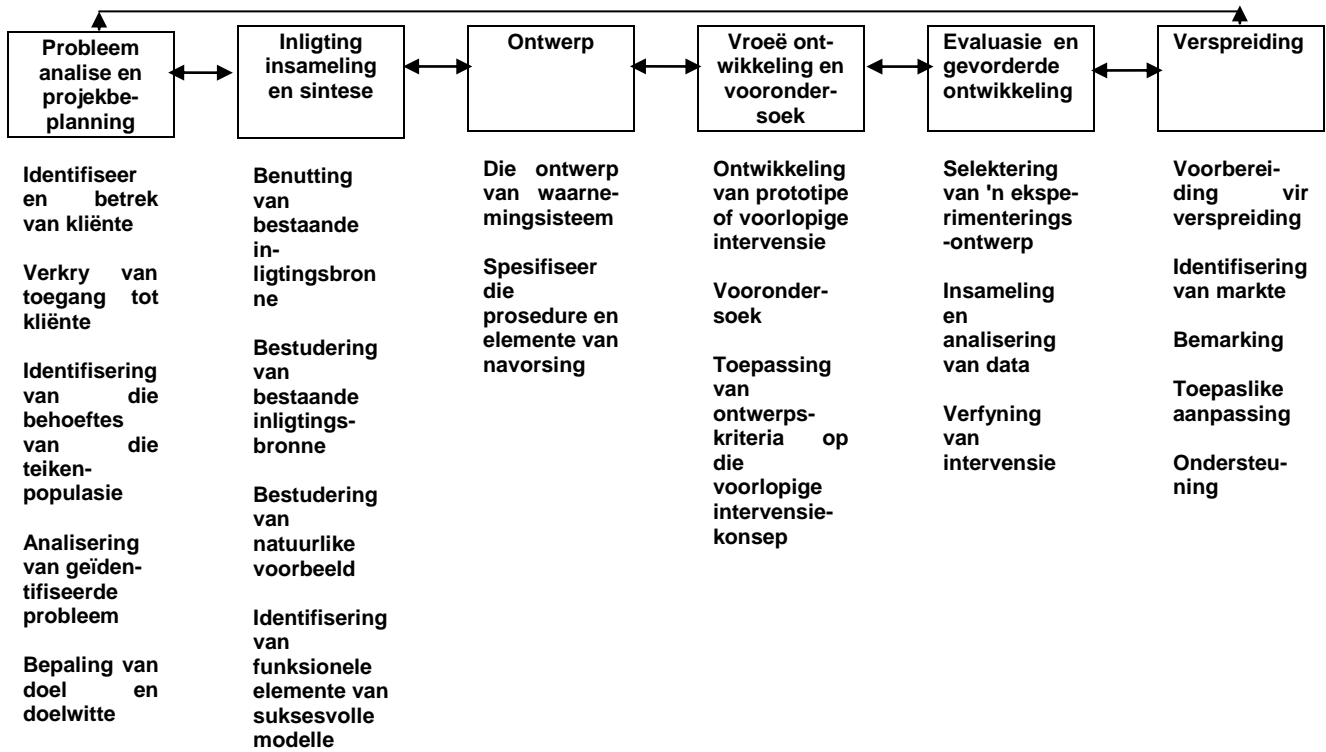 Probleem
analise en
projekbe-
planning
Inligting
insameling
en sintese
Ontwerp
Vroeë ont-
wikkeling en
vooronder-
soek
Evaluasie en
gevorderde
ontwikkeling
Verspreiding
Identifiseer
en betrek
van kliënte
Verkry van
toegang tot
kliënte
Identifisering
van die
behoeftes
van die
teiken-
populasie
Analisering
van geïden-
tifiseerde
probleem
Bepaling van
doel en
doelwitte
Benutting
van
bestaande
in-
ligtingsbron
ne
Bestudering
van
bestaande
inligtings-
bronne
Bestudering
van
natuurlike
voorbeeld
Identifisering
van
funksionele
elemente van
suksesvolle
modelle
Die ontwerp
van waarne-
mingsisteem
Spesifiseer
die
prosedure en
elemente van
navorsing
Ontwikkeling
van prototipe
of voorlopige
intervensie
Vooronder-
soek
Toepassing
van
ontwerps-
kriteria op
die
voorlopige
intervensie-
konsep
Selektering
van 'n ekspe-
rimenterings
-ontwerp
Insameling
en
analisering
van data
Verfyning
van
intervensie
Voorberei-
ding vir
verspreiding
Identifisering
van markte
Bemarking
Toepaslike
aanpassing
Ondersteu-
ning